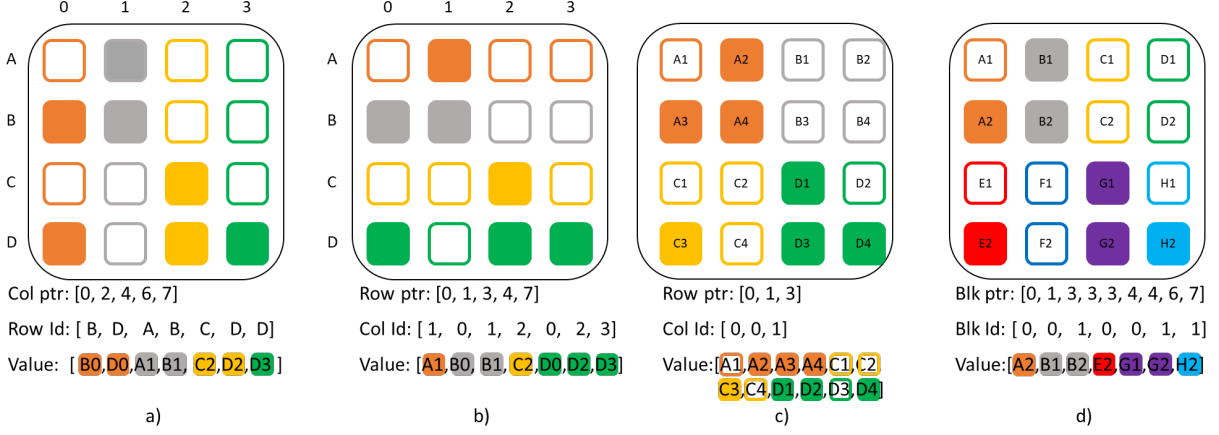 0 1 2 3
0 1 2 3
A
A
A1 A2 B1 B2
A1 B1 C1 D1
B
B
A3 A4 B3 B4
A2 B2 C2 D2
C
C
C1 C2 D1 D2
E1 F1 G1 H1
D
D
C3 C4 D3 D4
E2 F2 G2 H2
Col ptr: [0, 2, 4, 6, 7]
Row Id: [ B, D, A, B, C, D, D]
Value: [ B0,D0,A1,B1, C2,D2,D3 ]
a)
Row ptr: [0, 1, 3, 4, 7]
Col Id: [ 1, 0, 1, 2, 0, 2, 3]
Value: [A1,B0, B1,C2,D0,D2,D3]
b)
Row ptr: [0, 1, 3]
Col Id: [ 0, 0, 1]
Value:[A1,A2,A3,A4,C1,C2
C3,C4,D1,D2,D3,D4]
c)
Blk ptr: [0, 1, 3, 3, 3, 4, 4, 6, 7]
Blk Id: [ 0, 0, 1, 0, 0, 1, 1]
Value:[A2,B1,B2,E2,G1,G2,H2]
d)